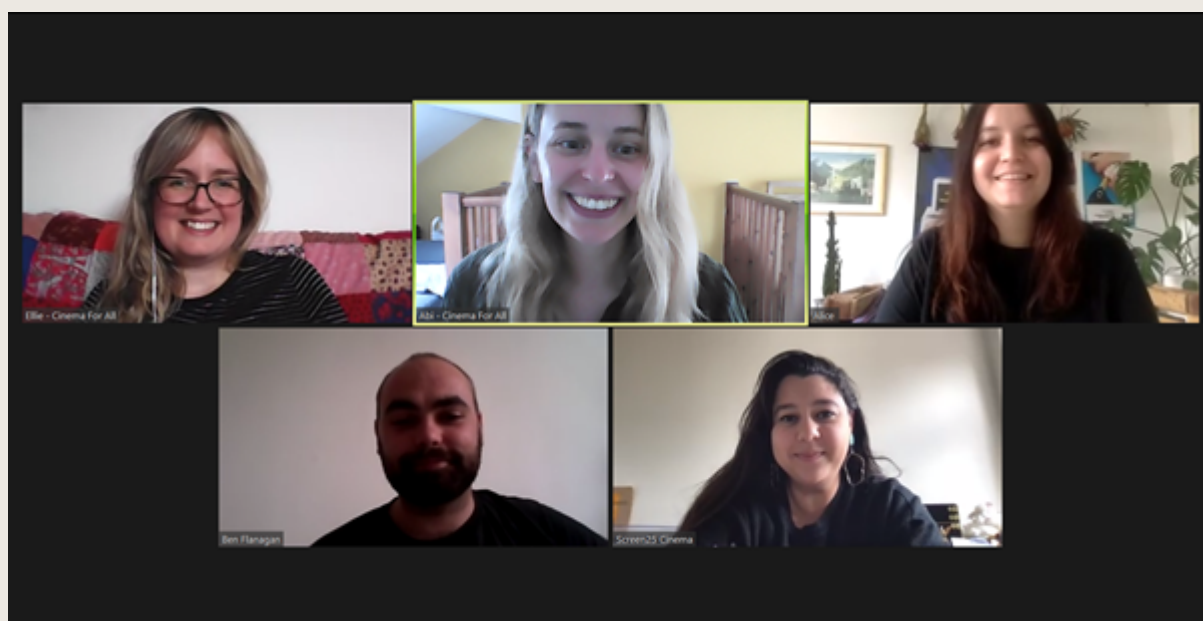 Ellie - Cinema For All
Abi - Cinema For All
Alice
Ben Flanagan
Screen25 Cinema